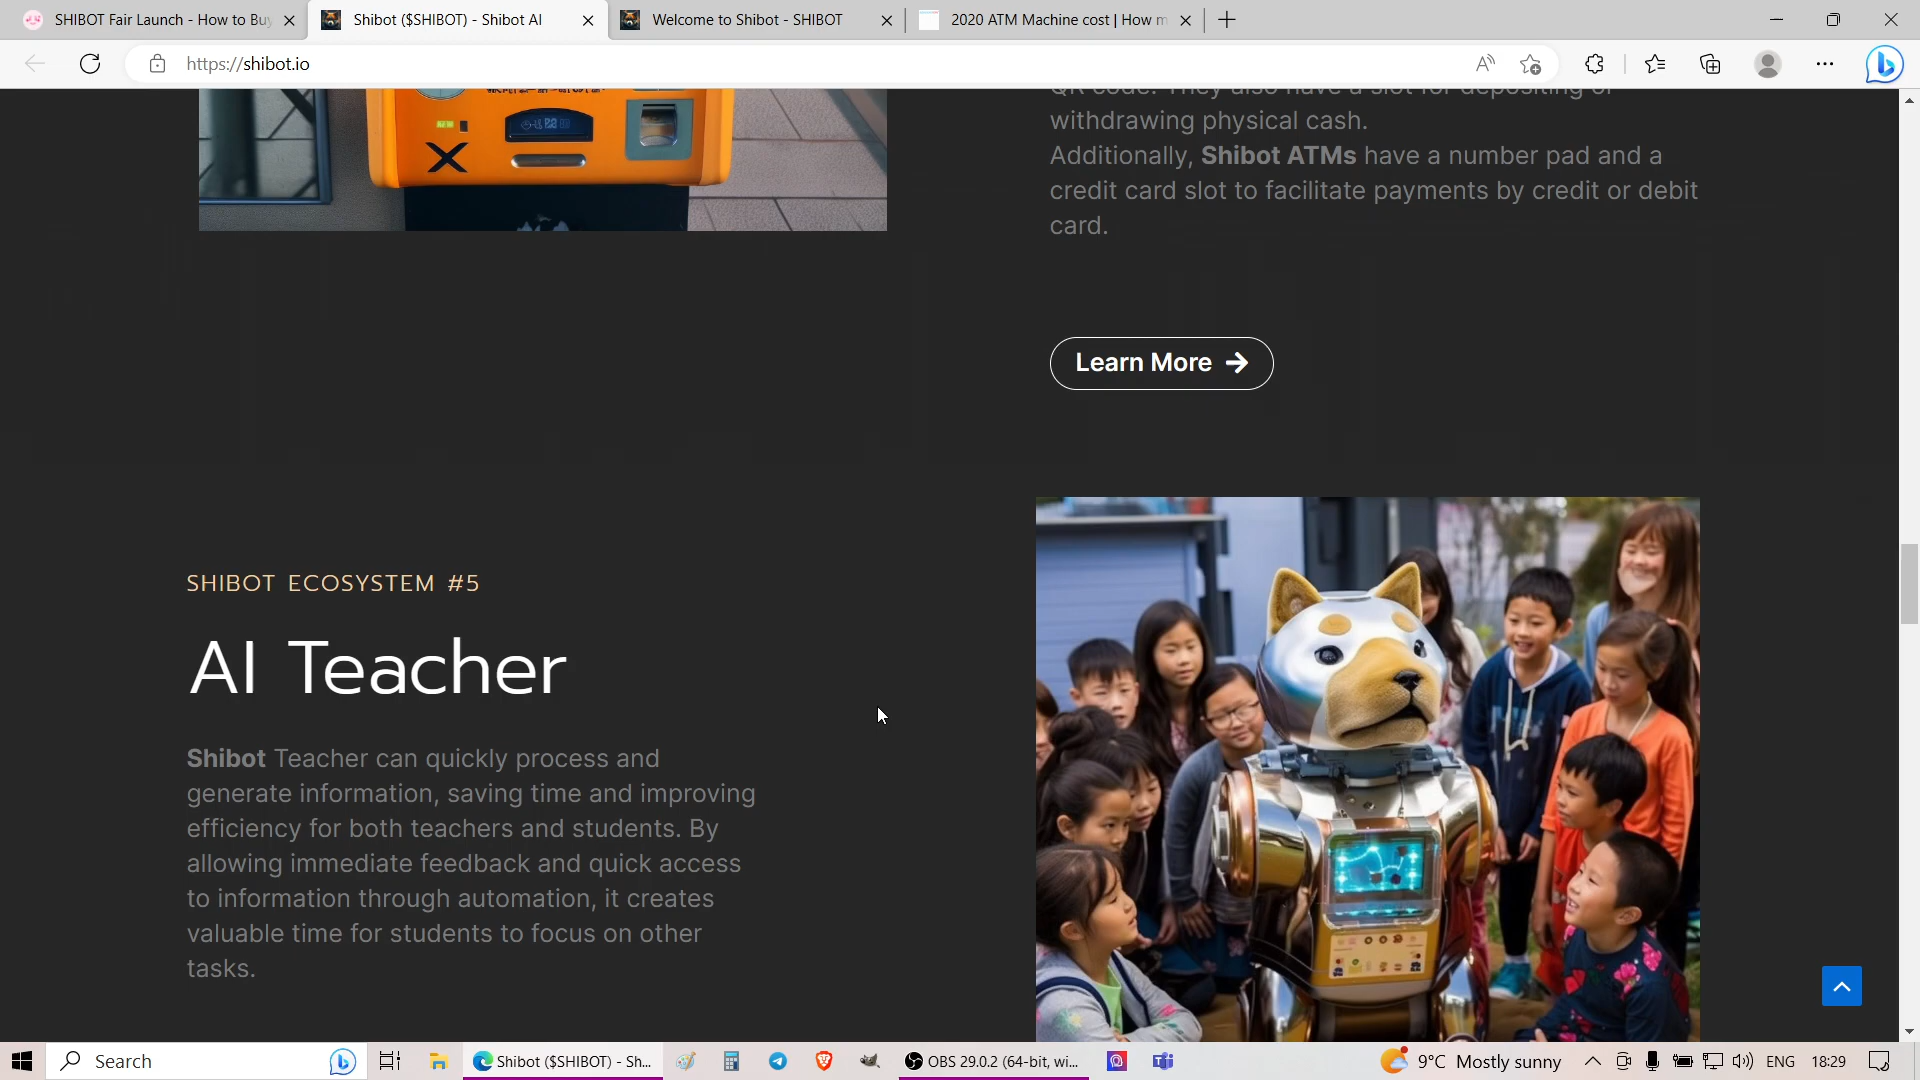 SHIBOT Fair Launch - How to Bu
Shibot ($SHIBOT) - Shibot AI
Welcome to Shibot - SHIBOT
2020 ATM Machine cost | How m
https://shibot.io
QR code. They also have a slot for depositing or
withdrawing physical cash.
Additionally, Shibot ATMs have a number pad and a
credit card slot to facilitate payments by credit or debit
card.
Learn More
SHIBOT ECOSYSTEM #5
AI Teacher
Shibot Teacher can quickly process and
generate information, saving time and improving
efficiency for both teachers and students. By
allowing immediate feedback and quick access
to information through automation, it creates
valuable time for students to focus on other
tasks.
Search
Shibot ($SHIBOT) - Sh...
OBS 29.0.2 (64-bit, wi...
9°C Mostly sunny
ENG
18:29